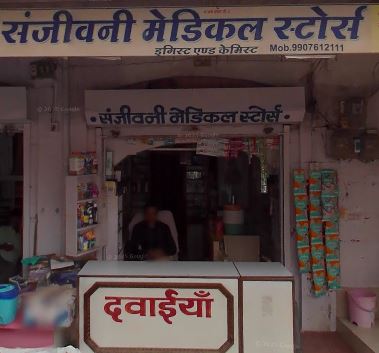 संजीवनी मेडिकल स्टोर्स
ड्रगिस्ट एण्ड केमिस्ट Mob.9907612111
• संजीवनी मेडिकल स्टोर्स •
दवाईयाँ